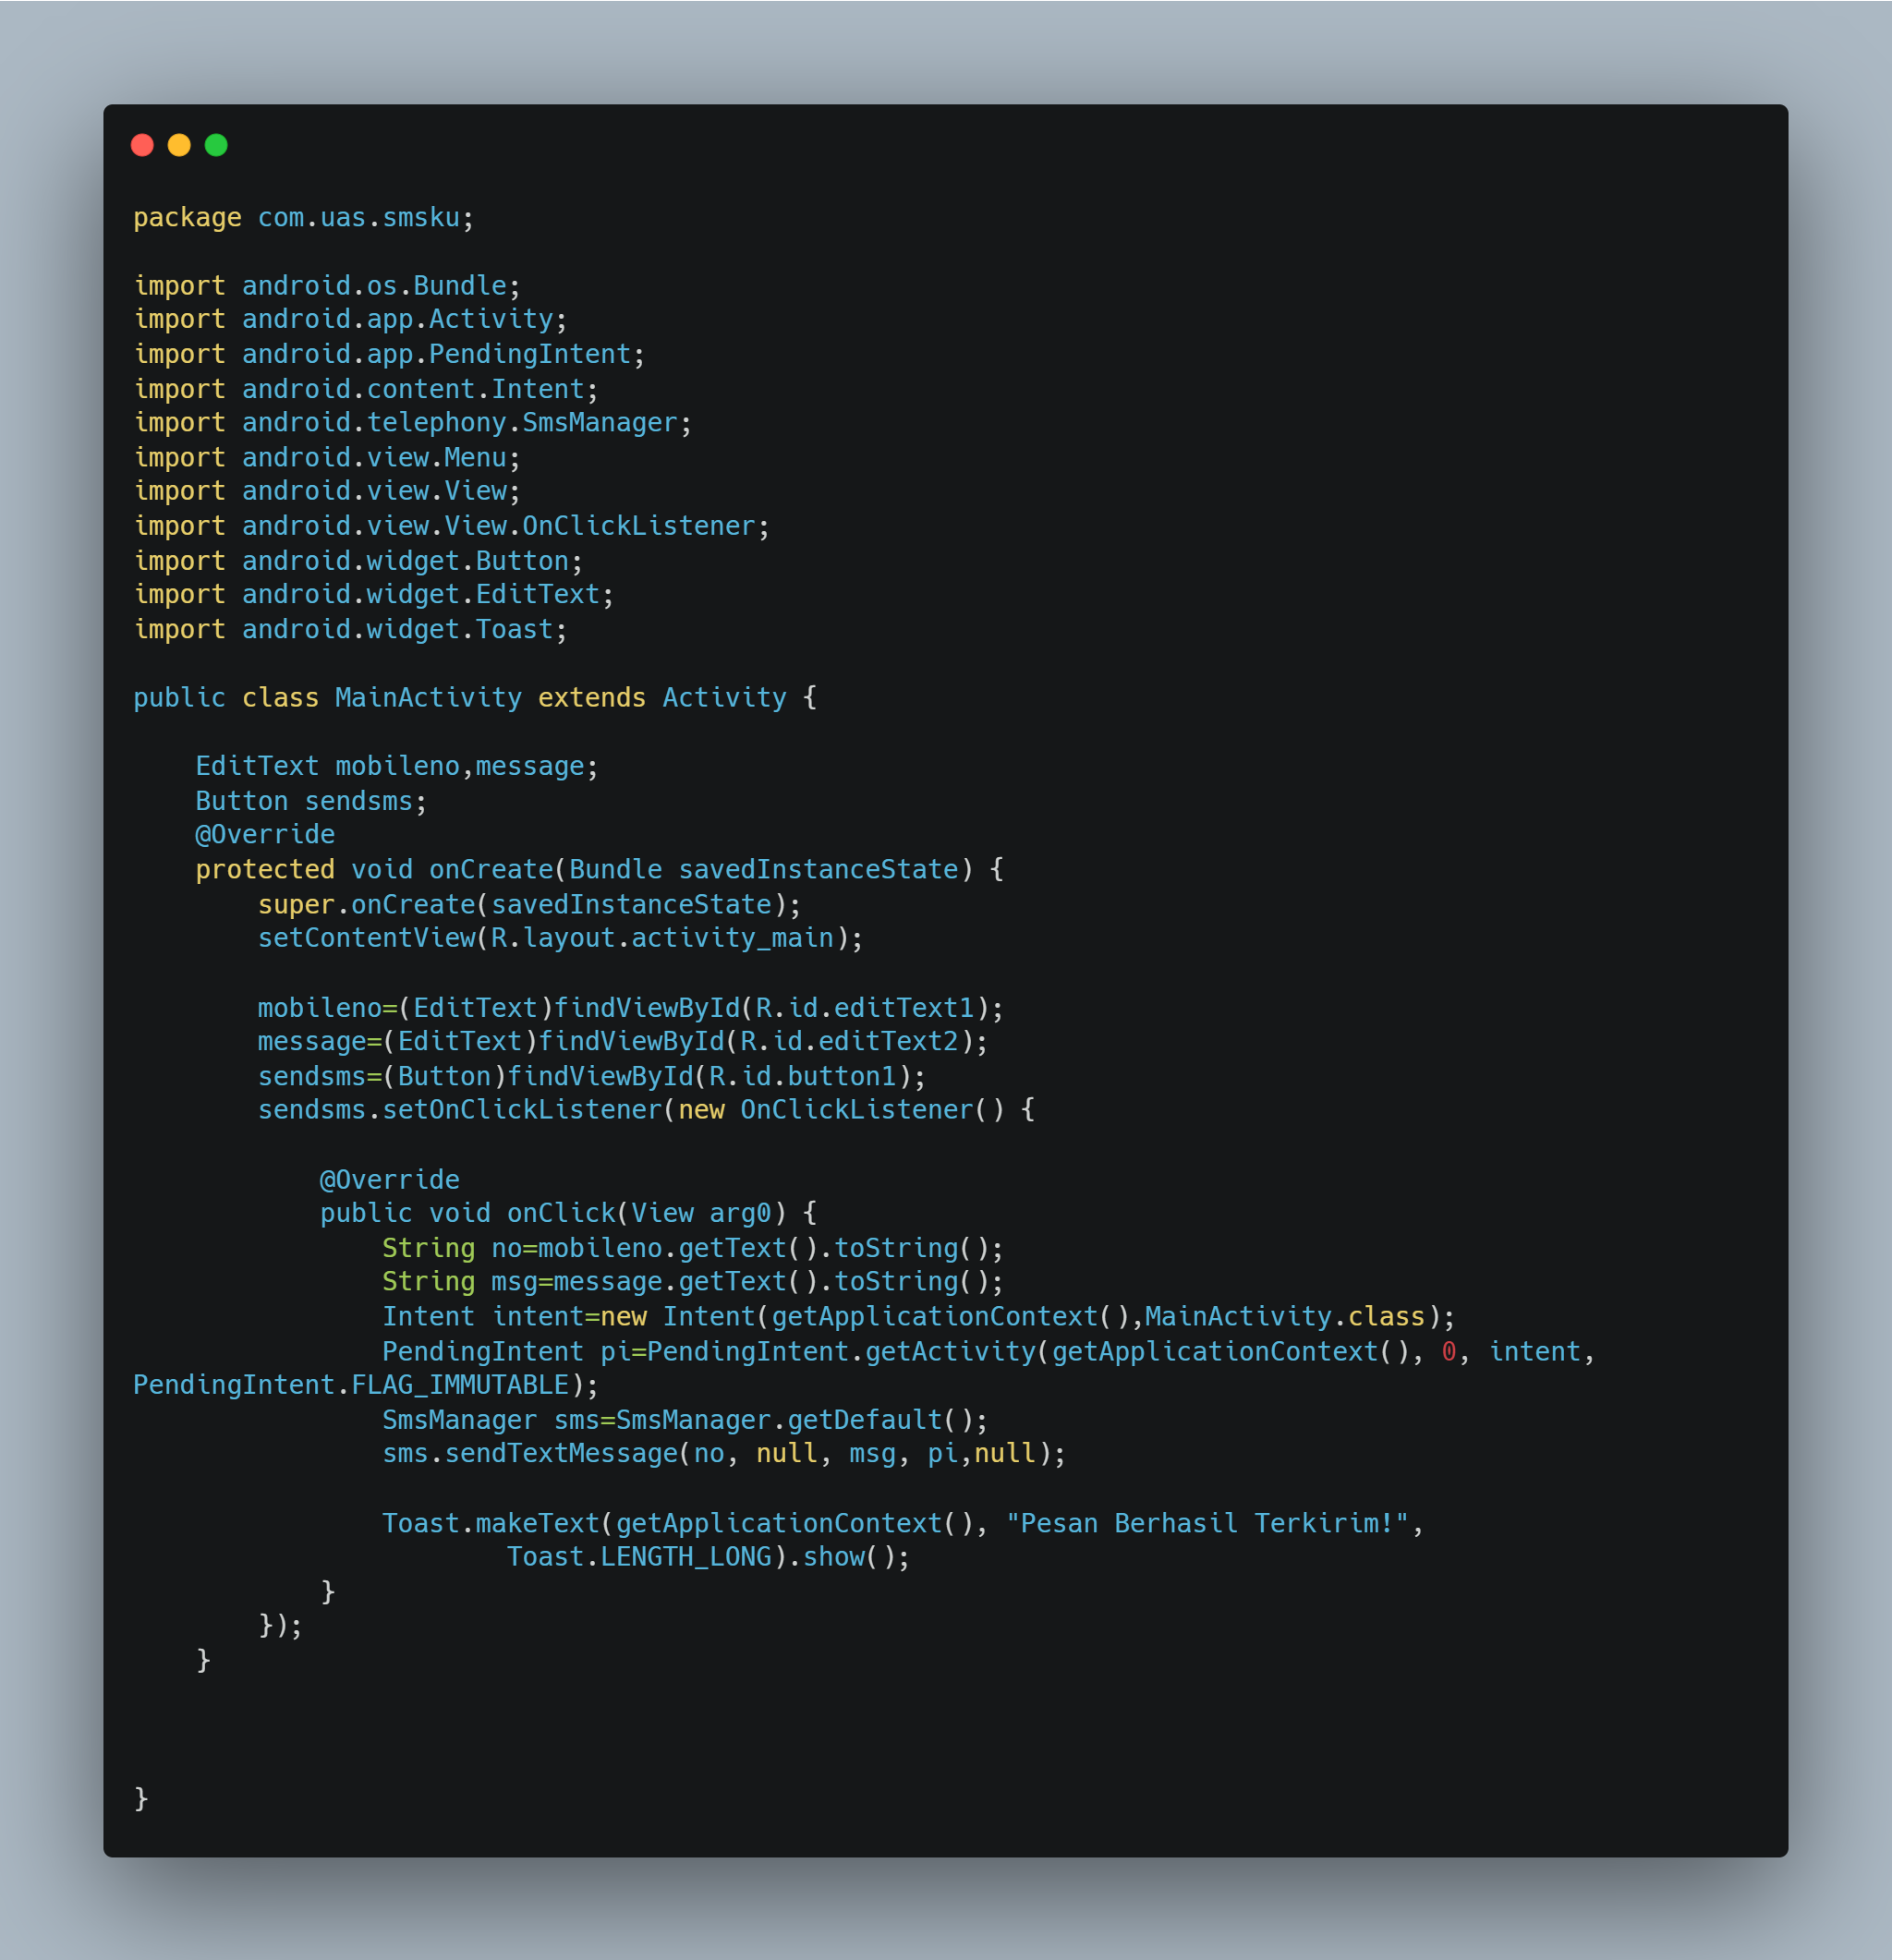 package com.uas.smsku;

import android.os.Bundle;
import android.app.Activity;
import android.app.PendingIntent;
import android.content.Intent;
import android.telephony.SmsManager;
import android.view.Menu;
import android.view.View;
import android.view.View.OnClickListener;
import android.widget.Button;
import android.widget.EditText;
import android.widget.Toast;

public class MainActivity extends Activity {

    EditText mobileno,message;
    Button sendsms;
    @Override
    protected void onCreate(Bundle savedInstanceState) {
        super.onCreate(savedInstanceState);
        setContentView(R.layout.activity_main);

        mobileno=(EditText)findViewById(R.id.editText1);
        message=(EditText)findViewById(R.id.editText2);
        sendsms=(Button)findViewById(R.id.button1);
        sendsms.setOnClickListener(new OnClickListener() {

            @Override
            public void onClick(View arg0) {
                String no=mobileno.getText().toString();
                String msg=message.getText().toString();
                Intent intent=new Intent(getApplicationContext(),MainActivity.class);
                PendingIntent pi=PendingIntent.getActivity(getApplicationContext(), 0, intent,
PendingIntent.FLAG_IMMUTABLE);
                SmsManager sms=SmsManager.getDefault();
                sms.sendTextMessage(no, null, msg, pi,null);

                Toast.makeText(getApplicationContext(), "Pesan Berhasil Terkirim!",
                        Toast.LENGTH_LONG).show();
            }
        });
    }

}